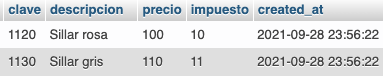 clave descripcion precio impuesto created_at
1120 Sillar rosa 100 10 2021-09-28 23:56:22
1130 Sillar gris 110 11 2021-09-28 23:56:22